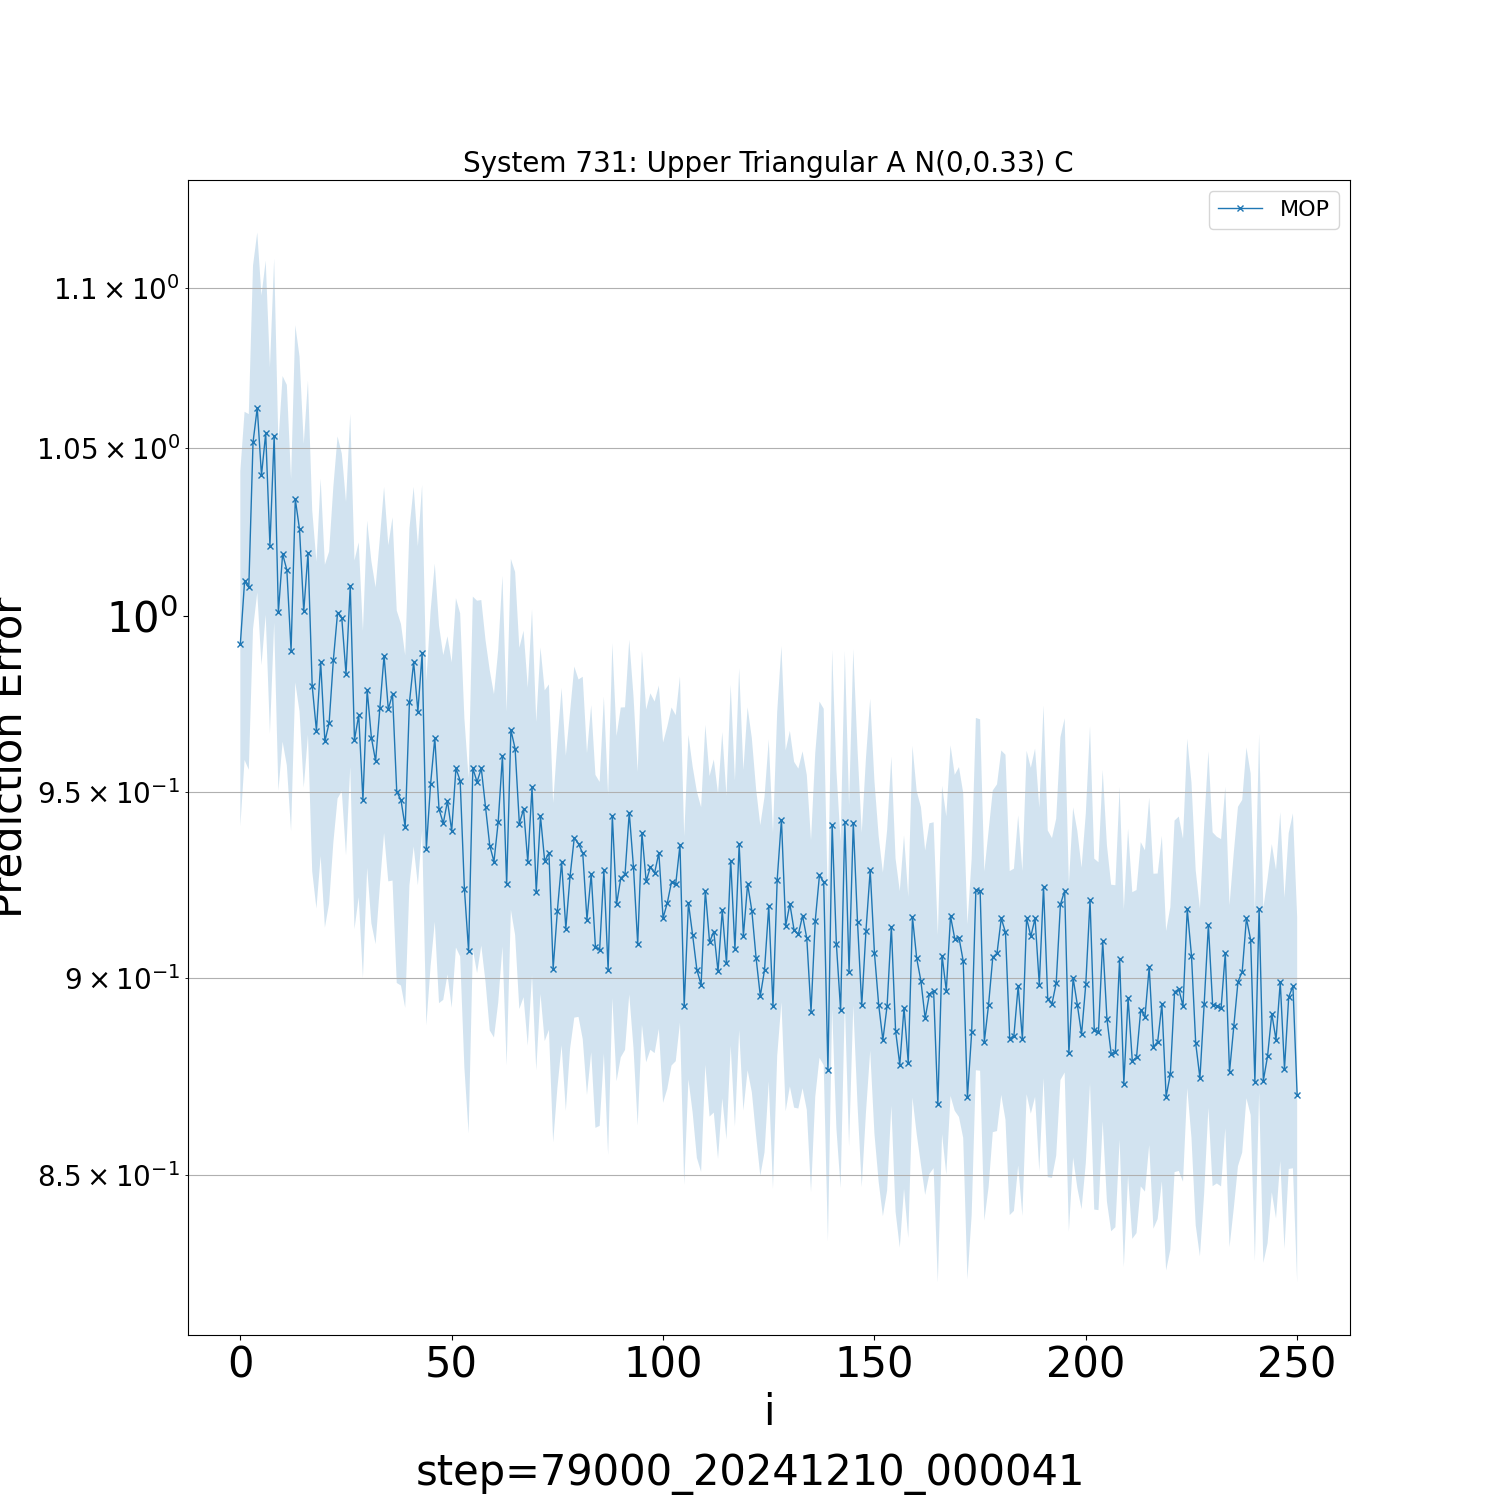 System 731: Upper Triangular A N(0,0.33) C
MOP
1.1 × 10⁰
1.05 × 10⁰
10⁰
9.5 × 10⁻¹
9 × 10⁻¹
8.5 × 10⁻¹
Prediction Error
0 50 100 150 200 250
i
step=79000_20241210_000041